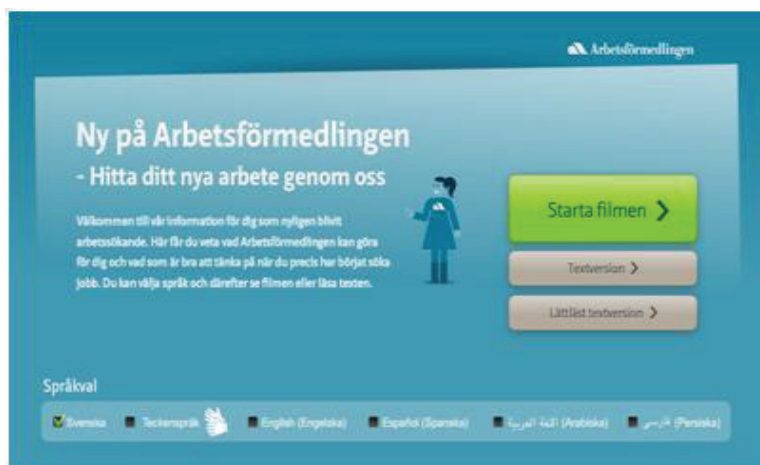 Arbetsförmedlingen
Ny på Arbetsförmedlingen
- Hitta ditt nya arbete genom oss
Välkommen till vår information för dig som nyligen blivit
arbetssökande. Här får du veta vad Arbetsförmedlingen kan göra
för dig och vad som är bra att tänka på när du precis har börjat söka
jobb. Du kan välja språk och därefter se filmen eller läsa texten.
Starta filmen
Textversion
Lättläst textversion
Språkval
Svenska Teckenspråk English (Engelska) Español (Spanska) اللغة العربية (Arabiska) فارسی (Persiska)